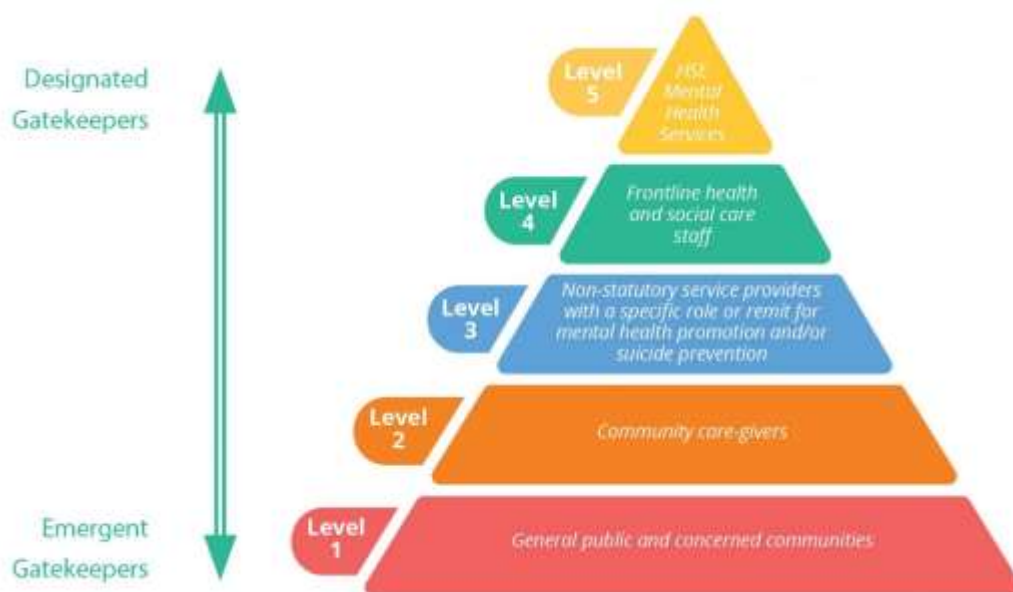 Designated
Gatekeepers
Level
5
HSE
Mental
Health
Services
Level
4
Frontline health
and social care
staff
Level
3
Non-statutory service providers
with a specific role or remit for
mental health promotion and/or
suicide prevention
Level
2
Community care-givers
Emergent
Gatekeepers
Level
1
General public and concerned communities